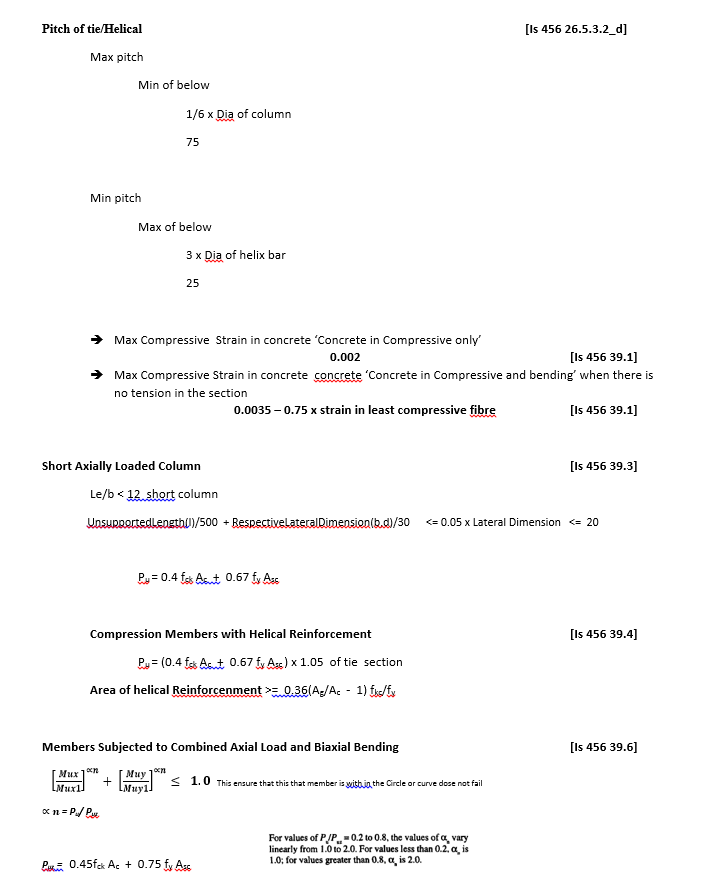 Pitch of tie/Helical [Is 456 26.5.3.2_d]
Max pitch
Min of below
1/6 x Dia of column
75
Min pitch
Max of below
3 x Dia of helix bar
25
➔ Max Compressive Strain in concrete ‘Concrete in Compressive only’
0.002 [Is 456 39.1]
➔ Max Compressive Strain in concrete concrete ‘Concrete in Compressive and bending’ when there is
no tension in the section
0.0035 – 0.75 x strain in least compressive fibre [Is 456 39.1]
Short Axially Loaded Column [Is 456 39.3]
Le/b < 12 short column
UnsupportedLength(l)/500 + RespectiveLateralDimension(b,d)/30 <= 0.05 x Lateral Dimension <= 20
Pu = 0.4 fck Ac + 0.67 fy Asc
Compression Members with Helical Reinforcement [Is 456 39.4]
Pu = (0.4 fck Ac + 0.67 fy Asc) x 1.05 of tie section
Area of helical Reinforcenment >= 0.36(Ag/Ac - 1) fkc/fy
Members Subjected to Combined Axial Load and Biaxial Bending [Is 456 39.6]
[Mux/Mux1]^∝n + [Muy/Muy1]^∝n ≤ 1.0 This ensure that this that member is with in the Circle or curve dose not fail
∝ n = Pu/ Puz
For values of Pu/Puz = 0.2 to 0.8, the values of αn vary
linearly from 1.0 to 2.0. For values less than 0.2, αn is
1.0; for values greater than 0.8, αn is 2.0.
Puz = 0.45fck Ac + 0.75 fy Asc